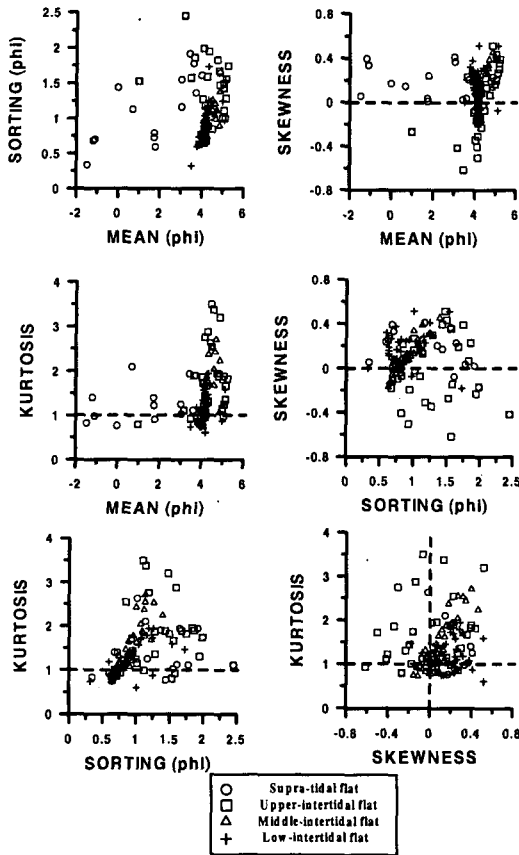 2.5
2
1.5
1
0.5
0
SORTING (phi)
-2 0 2 4 6
MEAN (phi)
0.8
0.4
0
-0.4
-0.8
SKEWNESS
-2 0 2 4 6
MEAN (phi)
4
3
2
1
0
KURTOSIS
-2 0 2 4 6
MEAN (phi)
0.8
0.4
0
-0.4
-0.8
SKEWNESS
0 0.5 1 1.5 2 2.5
SORTING (phi)
4
3
2
1
0
KURTOSIS
0 0.5 1 1.5 2 2.5
SORTING (phi)
4
3
2
1
0
KURTOSIS
-0.8 -0.4 0 0.4 0.8
SKEWNESS
Supra-tidal flat
Upper-intertidal flat
Middle-intertidal flat
Low-intertidal flat